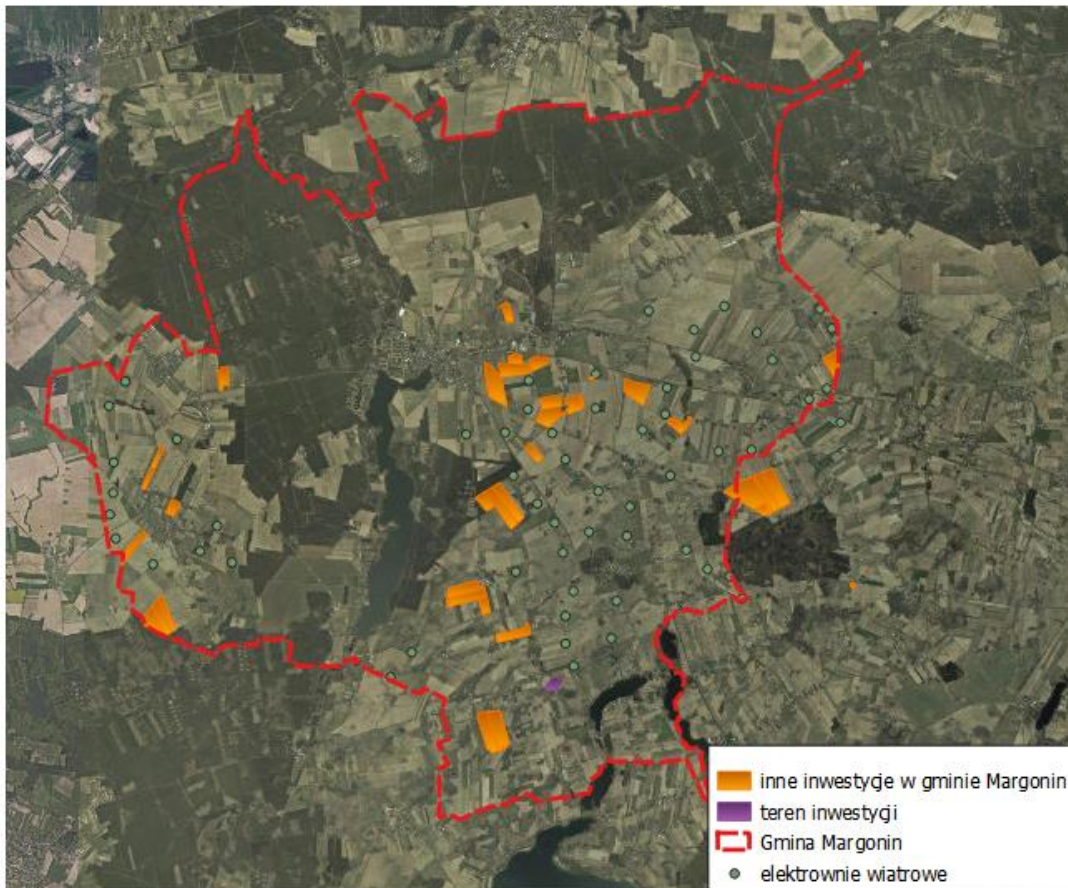 inne inwestycje w gminie Margonin
teren inwestycji
Gmina Margonin
elektrownie wiatrowe